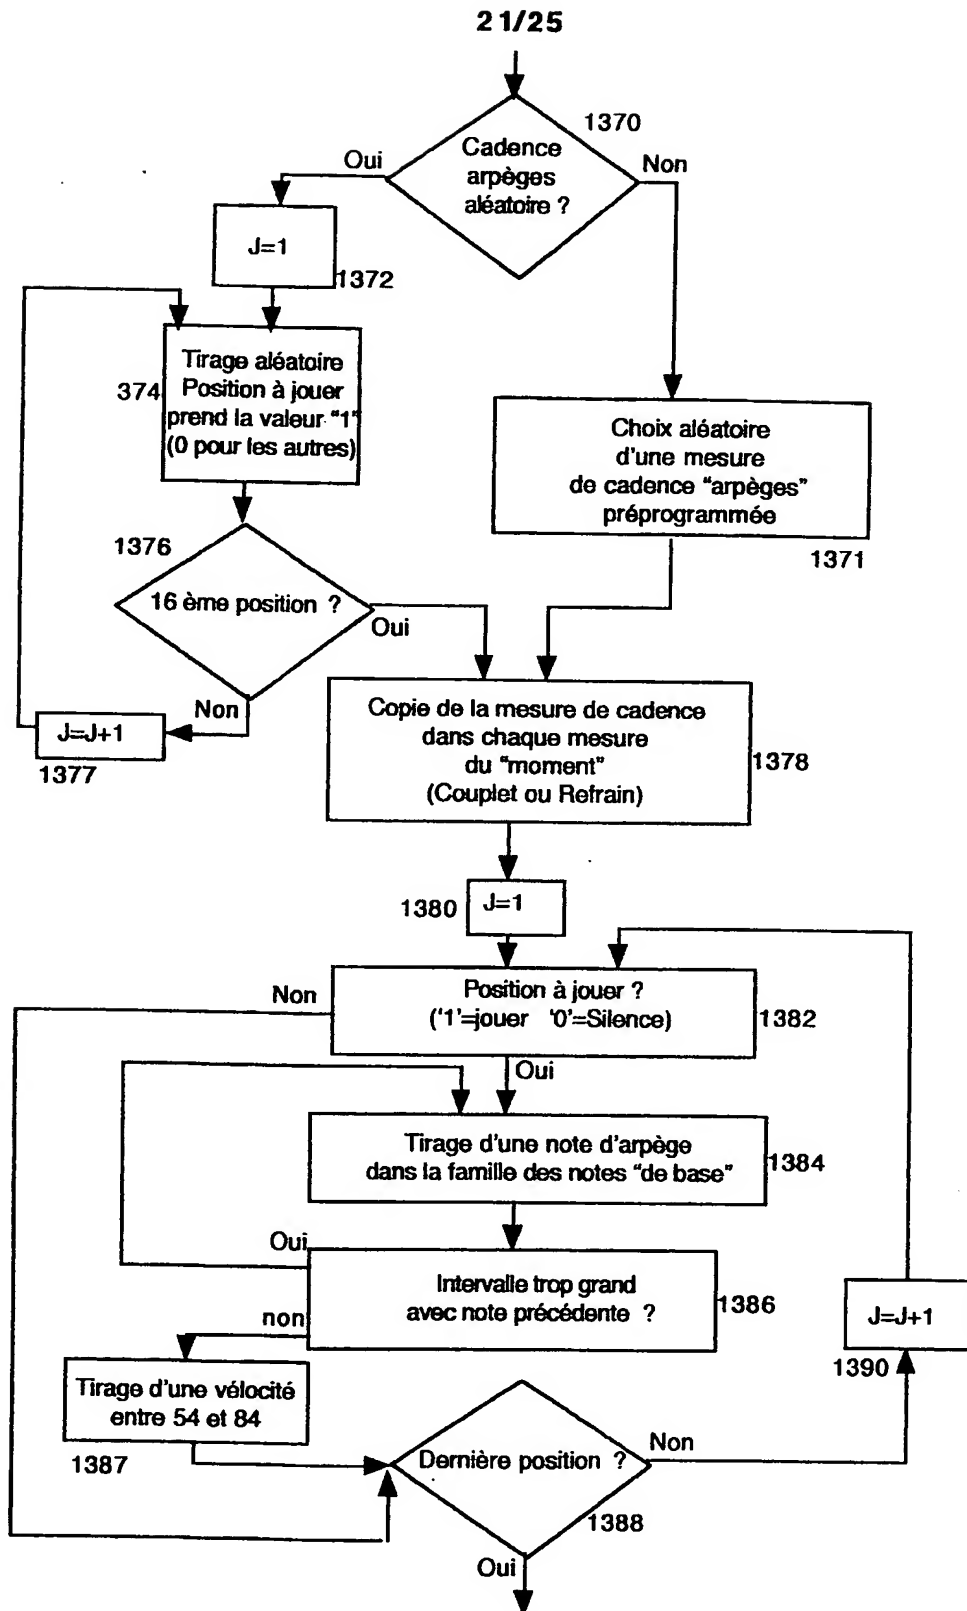 21/25
1370
Cadence
arpèges
aléatoire ?
Oui
Non
J=1
1372
Tirage aléatoire
Position à jouer
prend la valeur "1"
(0 pour les autres)
374
Choix aléatoire
d'une mesure
de cadence "arpèges"
préprogrammée
1371
1376
16 ème position ?
Oui
Non
J=J+1
1377
Copie de la mesure de cadence
dans chaque mesure
du "moment"
(Couplet ou Refrain)
1378
1380
J=1
Non
Position à jouer ?
('1'=jouer '0'=Silence)
1382
Oui
Tirage d'une note d'arpège
dans la famille des notes "de base"
1384
Oui
Intervalle trop grand
avec note précédente ?
1386
non
J=J+1
1390
Tirage d'une vélocité
entre 54 et 84
1387
Dernière position ?
Non
1388
Oui